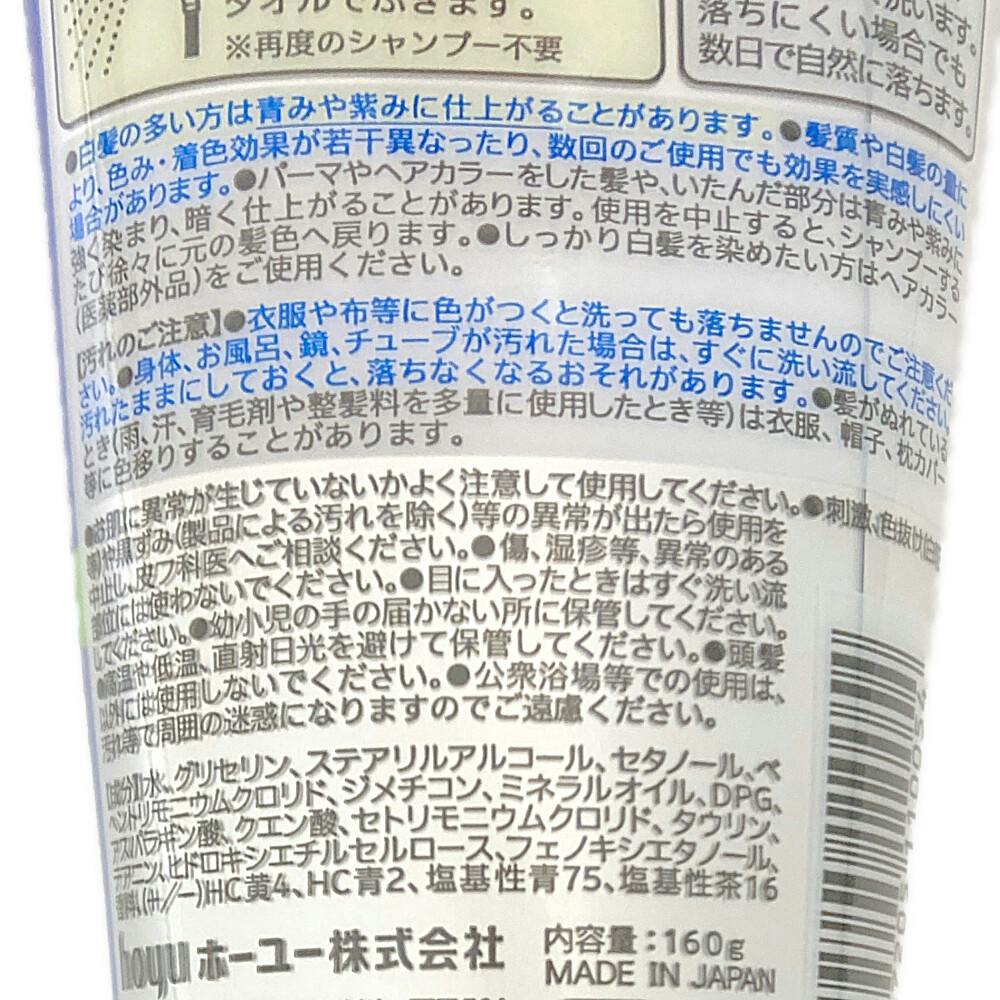 タオルでふきます。
※再度のシャンプー不要
洗います。
落ちにくい場合でも
数日で自然に落ちます。
●白髪の多い方は青みや紫みに仕上がることがあります。●髪質や白髪の量に
より、色み・着色効果が若干異なったり、数回のご使用でも効果を実感しにくい
場合があります。●パーマやヘアカラーをした髪や、いたんだ部分は青みや紫みに
強く染まり、暗く仕上がることがあります。使用を中止すると、シャンプーする
たび徐々に元の髪色へ戻ります。●しっかり白髪を染めたい方はヘアカラー
(医薬部外品)をご使用ください。
【汚れのご注意】●衣服や布等に色がつくと洗っても落ちませんのでご注意くだ
さい。●身体、お風呂、鏡、チューブが汚れた場合は、すぐに洗い流してください。
汚れたままにしておくと、落ちなくなるおそれがあります。●髪がぬれている
とき(雨、汗、育毛剤や整髪料を多量に使用したとき等)は衣服、帽子、枕カバー
等に色移りすることがあります。
●お肌に異常が生じていないかよく注意して使用してください。●刺激、色抜け(白斑
等)や黒ずみ(製品による汚れを除く)等の異常が出たら使用を
中止し、皮フ科医へご相談ください。●傷、湿疹等、異常のある
部位には使わないでください。●目に入ったときはすぐ洗い流
してください。●幼小児の手の届かない所に保管してください。
●高温や低温、直射日光を避けて保管してください。●頭髪
以外には使用しないでください。●公衆浴場等での使用は、
汚れ等で周囲の迷惑になりますのでご遠慮ください。
【成分】水、グリセリン、ステアリルアルコール、セタノール、ベ
ヘントリモニウムクロリド、ジメチコン、ミネラルオイル、DPG、
アスパラギン酸、クエン酸、セトリモニウムクロリド、タウリン、
テアニン、ヒドロキシエチルセルロース、フェノキシエタノール、
香料、(+/−)HC黄4、HC青2、塩基性青75、塩基性茶16
hoyu ホーユー株式会社
内容量：160g
MADE IN JAPAN